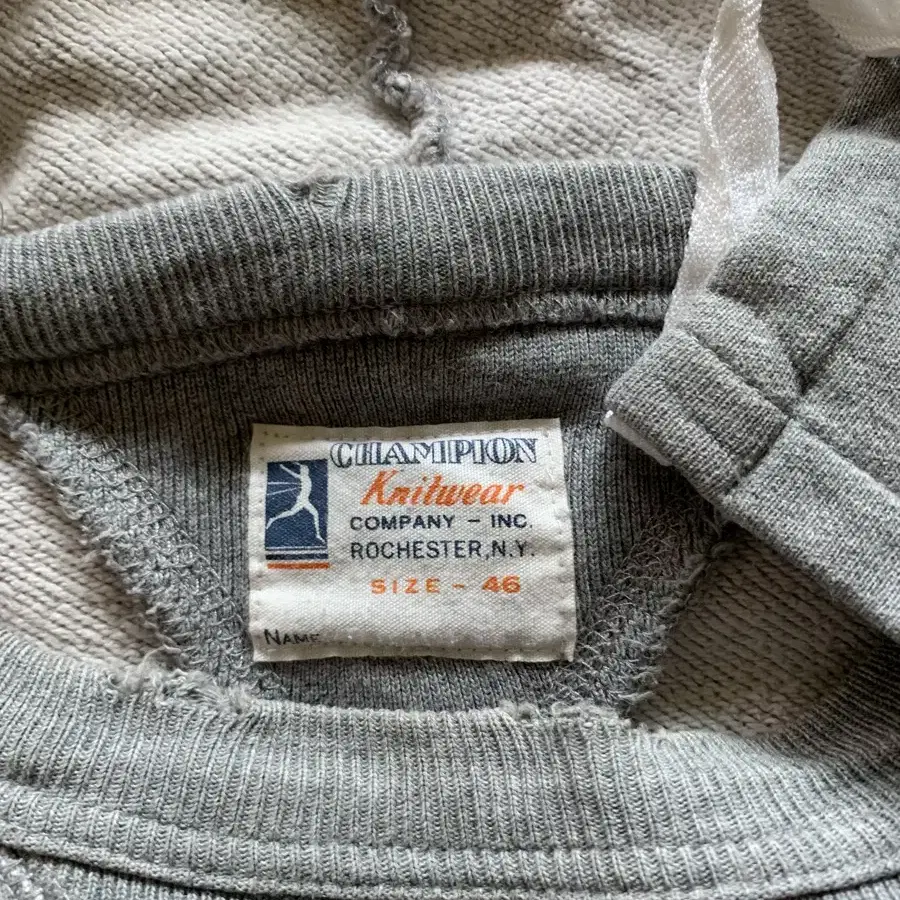 CHAMPION
Knitwear
COMPANY - INC.
ROCHESTER, N.Y.
SIZE - 46
NAME